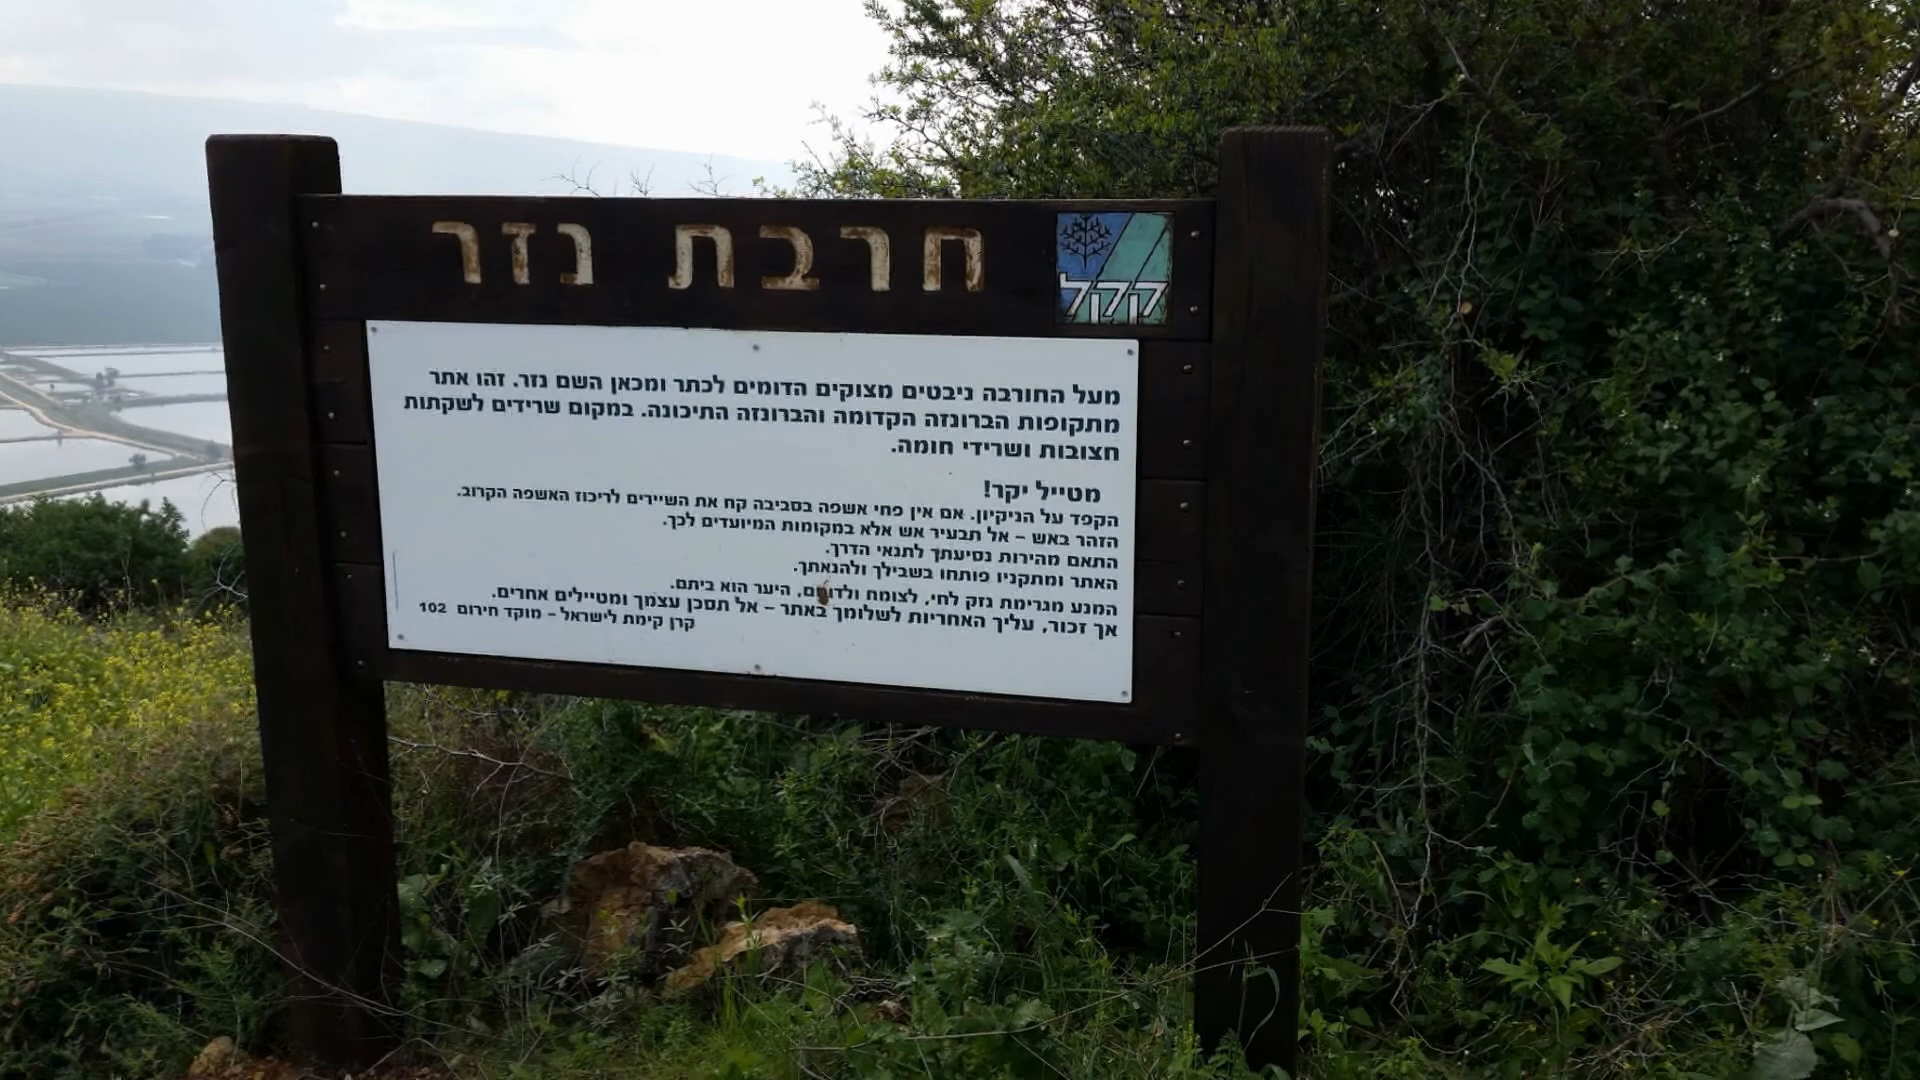 חרבת נזר
קקל
מעל החורבה ניבטים מצוקים הדומים לכתר ומכאן השם נזר. זהו אתר
מתקופות הברונזה הקדומה והברונזה התיכונה. במקום שרידים לשקתות
חצובות ושרידי חומה.
מטייל יקר!
הקפד על הניקיון. אם אין פחי אשפה בסביבה קח את השיירים לריכוז האשפה הקרוב.
הזהר באש – אל תבעיר אש אלא במקומות המיועדים לכך.
התאם מהירות נסיעתך לתנאי הדרך.
האתר ומתקניו פותחו בשבילך ולהנאתך.
המנע מגרימת נזק לחי, לצומח ולדומם, היער הוא ביתם.
אך זכור, עליך האחריות לשלומך באתר – אל תסכן עצמך ומטיילים אחרים.
קרן קימת לישראל – מוקד חירום 102